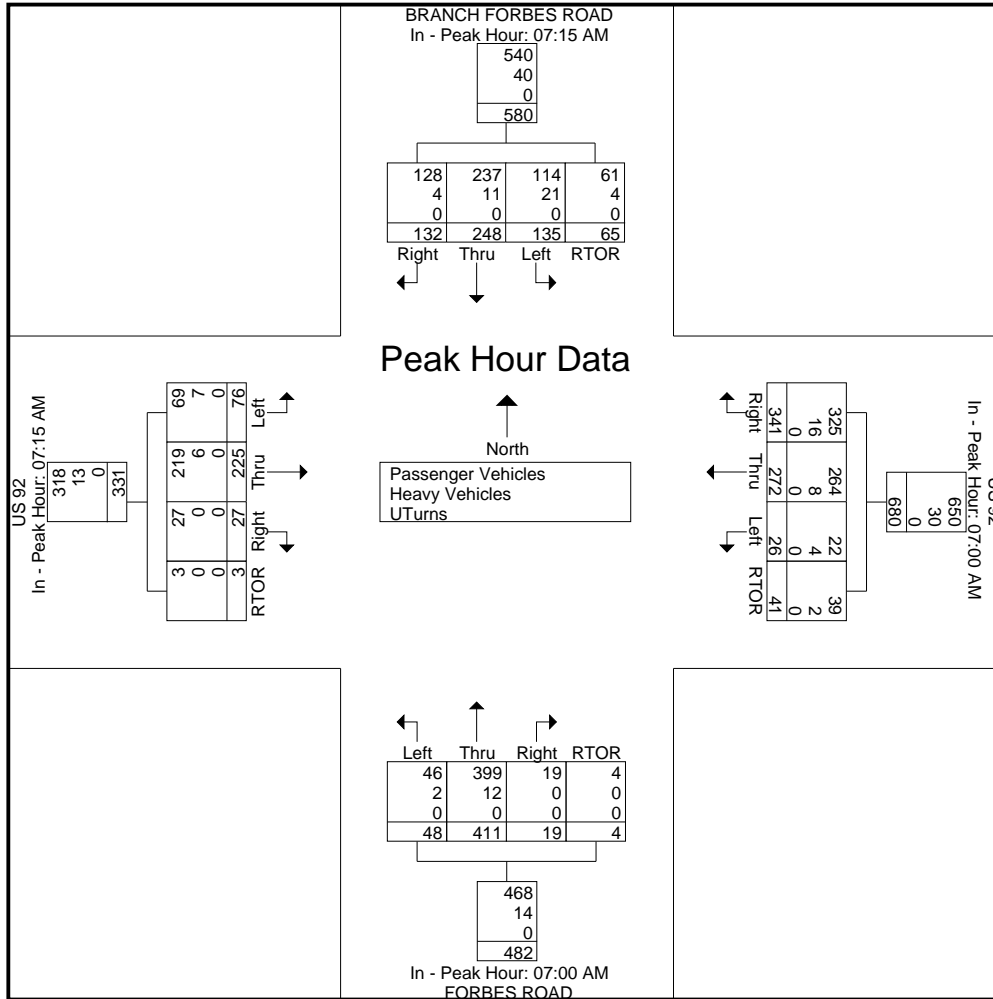 BRANCH FORBES ROAD
In - Peak Hour: 07:15 AM
540
40
0
580
128 237 114 61
4 11 21 4
0 0 0 0
132 248 135 65
Right Thru Left RTOR
Peak Hour Data
North
Passenger Vehicles
Heavy Vehicles
UTurns
US 92
In - Peak Hour: 07:15 AM
318
13
0
331
69 7 0 76 Left
219 6 0 225 Thru
27 0 0 27 Right
3 0 0 3 RTOR
US 92
In - Peak Hour: 07:00 AM
650
30
0
680
Right 341 0 16 325
Thru 272 0 8 264
Left 26 0 4 22
RTOR 41 0 2 39
Left Thru Right RTOR
46 399 19 4
2 12 0 0
0 0 0 0
48 411 19 4
468
14
0
482
In - Peak Hour: 07:00 AM
FORBES ROAD